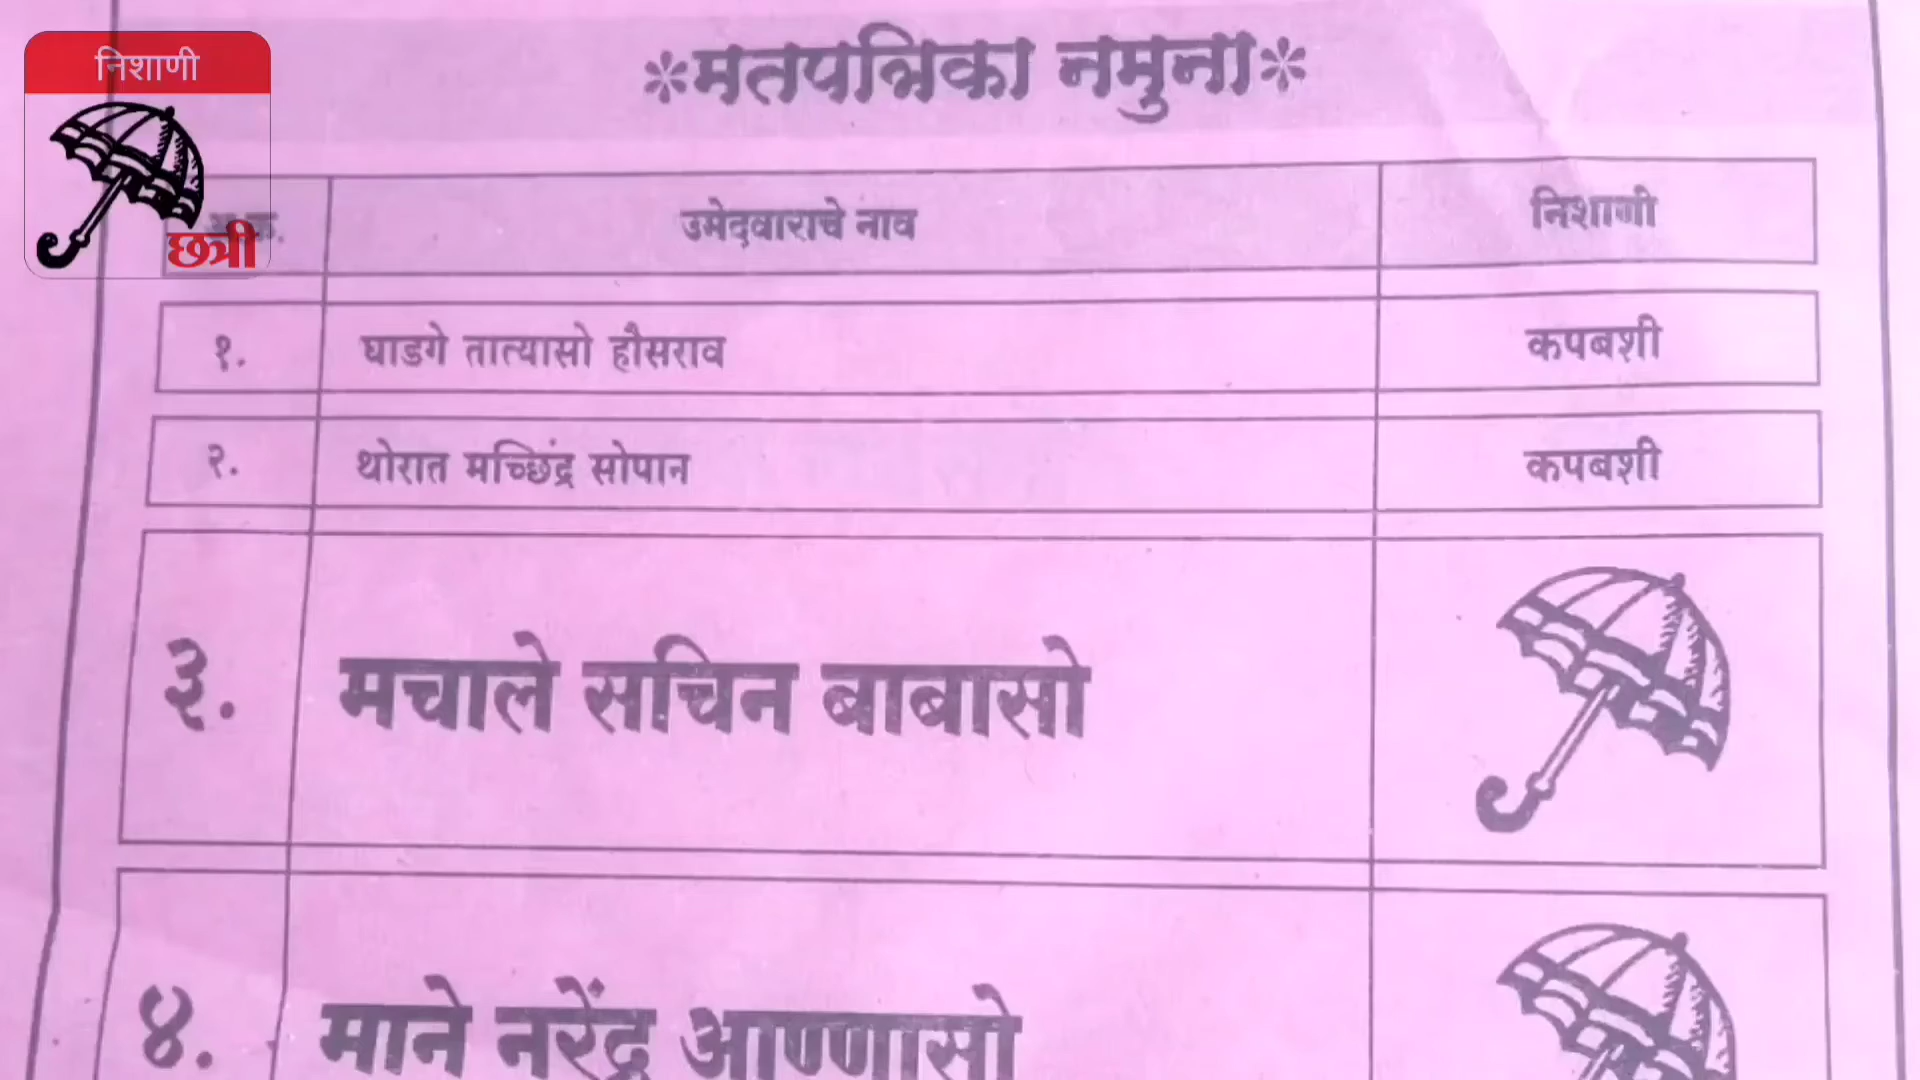 निशाणी
छत्री
*मतपत्रिका नमुना*
उमेदवाराचे नाव निशाणी
१. घाडगे तात्यासो हौसराव कपबशी
२. थोरात मच्छिंद्र सोपान कपबशी
३. मचाले सचिन बाबासो
४. माने नरेंद्र आण्णासो